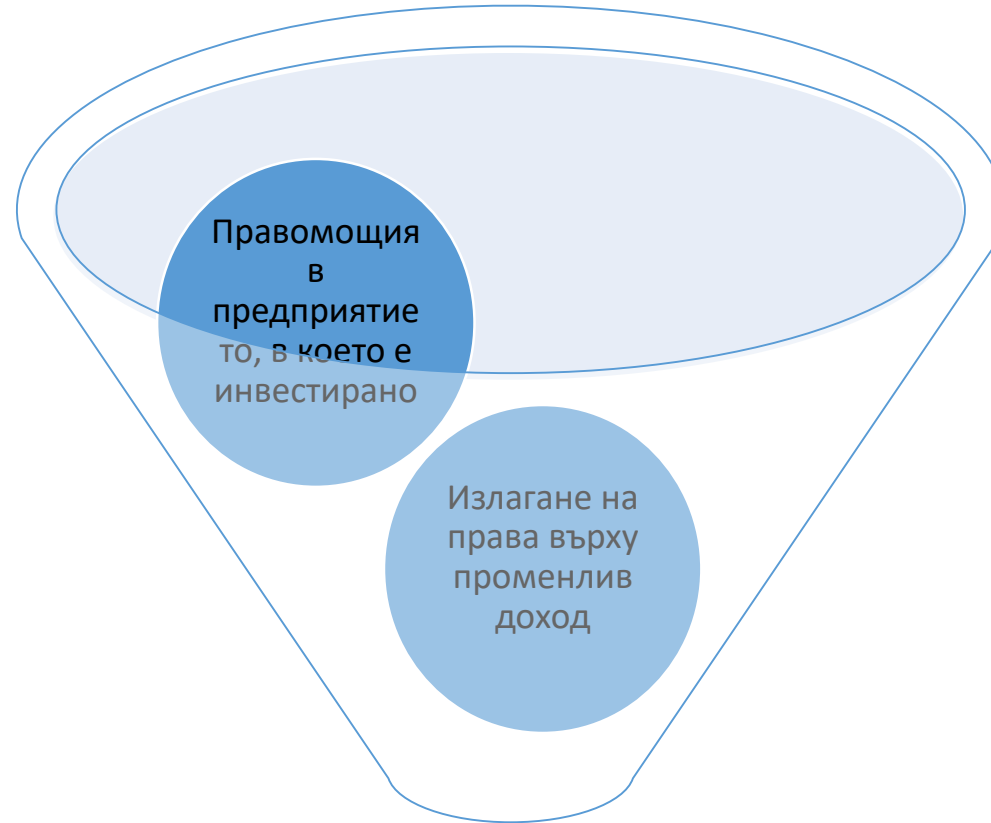 Правомощия
в
предприятие
то, в което е
инвестирано
Излагане на
права върху
променлив
доход